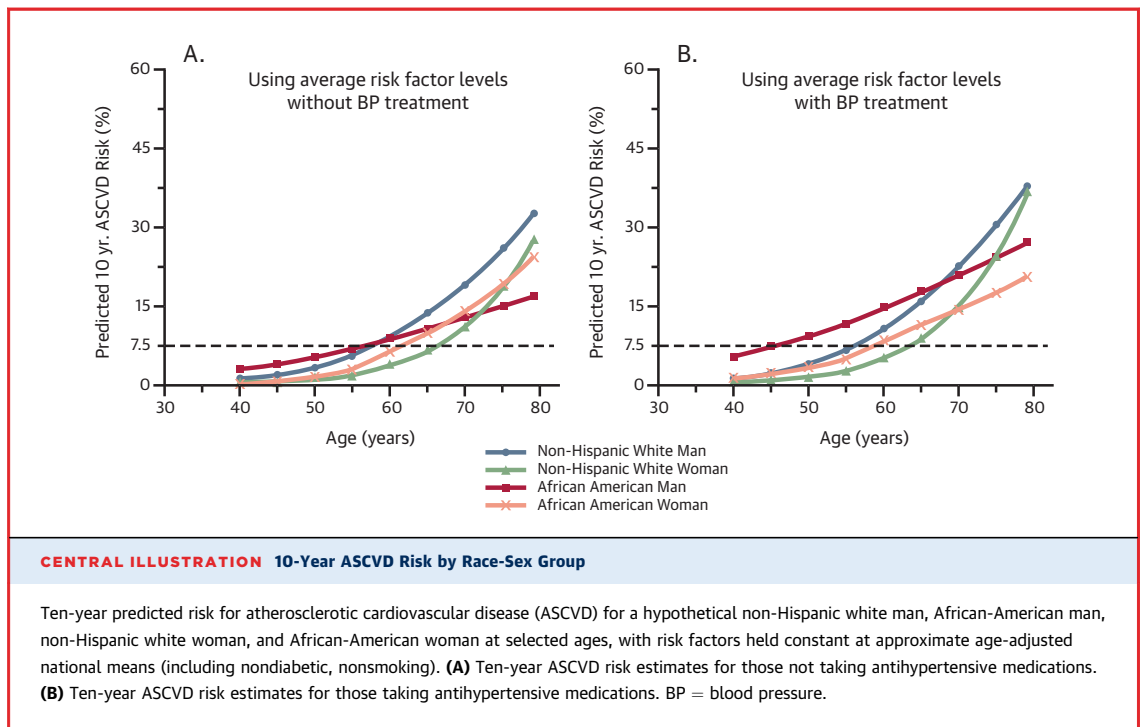 A.
Using average risk factor levels
without BP treatment
Predicted 10 yr. ASCVD Risk (%)
60
45
30
15
7.5
0
30
40
50
60
70
80
Age (years)
B.
Using average risk factor levels
with BP treatment
Predicted 10 yr. ASCVD Risk (%)
60
45
30
15
7.5
0
30
40
50
60
70
80
Age (years)
Non-Hispanic White Man
Non-Hispanic White Woman
African American Man
African American Woman
CENTRAL ILLUSTRATION 10-Year ASCVD Risk by Race-Sex Group
Ten-year predicted risk for atherosclerotic cardiovascular disease (ASCVD) for a hypothetical non-Hispanic white man, African-American man,
non-Hispanic white woman, and African-American woman at selected ages, with risk factors held constant at approximate age-adjusted
national means (including nondiabetic, nonsmoking). (A) Ten-year ASCVD risk estimates for those not taking antihypertensive medications.
(B) Ten-year ASCVD risk estimates for those taking antihypertensive medications. BP = blood pressure.